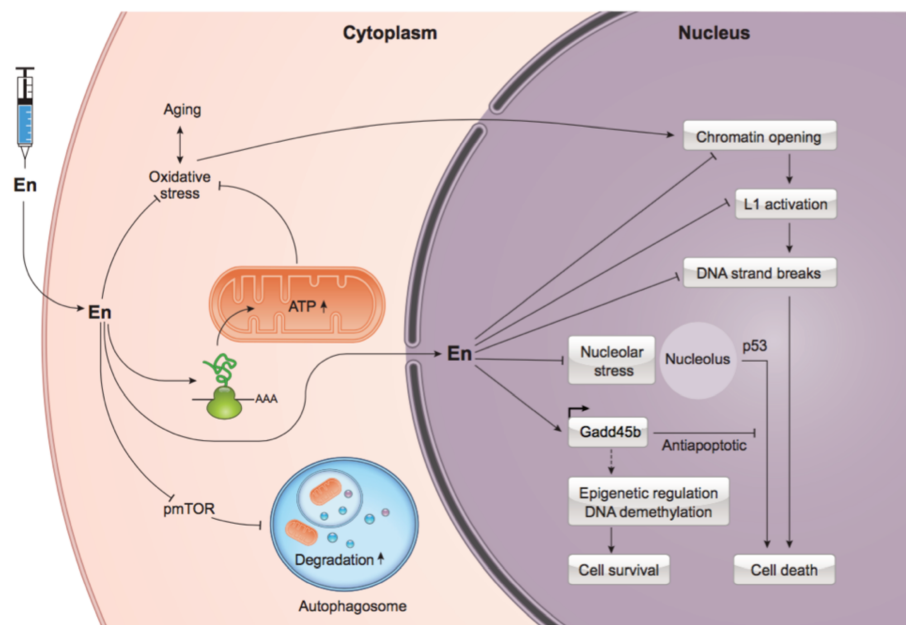 Cytoplasm
Nucleus
Aging
Oxidative
stress
En
En
ATP
AAA
pmTOR
Degradation
Autophagosome
Chromatin opening
L1 activation
DNA strand breaks
En
Nucleolar
stress
Nucleolus
p53
Gadd45b
Antiapoptotic
Epigenetic regulation
DNA demethylation
Cell survival
Cell death